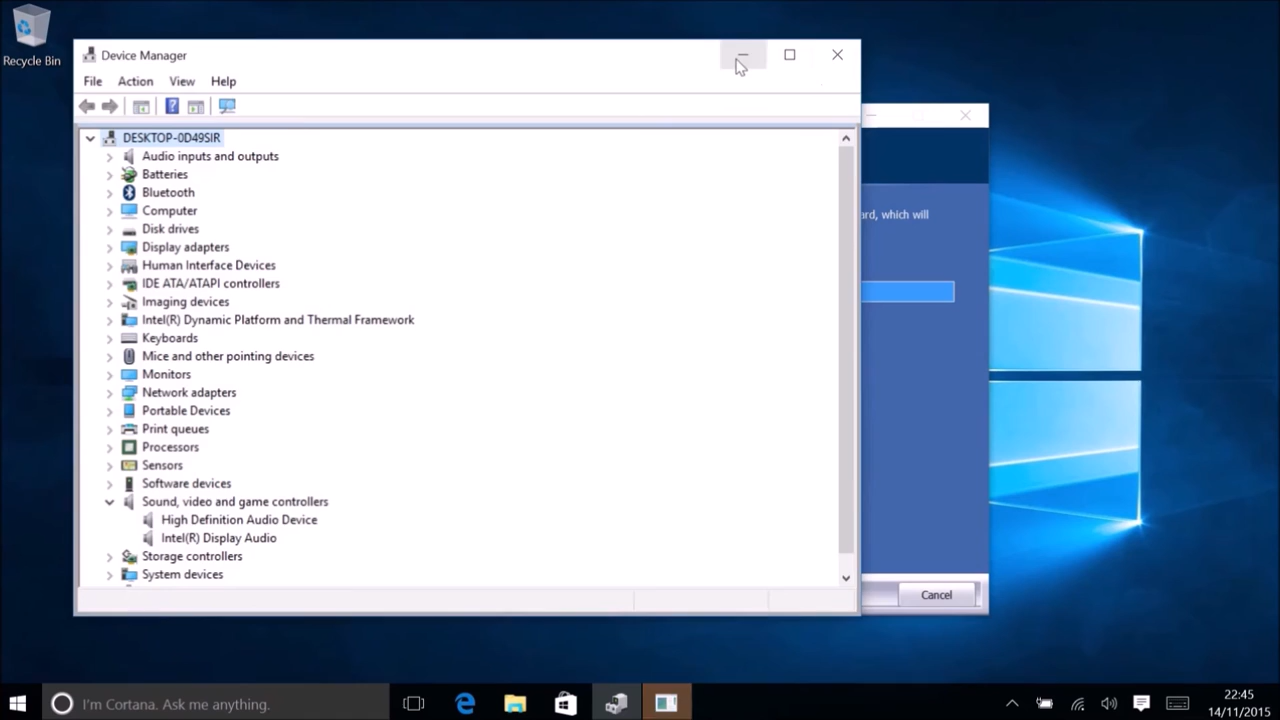 Recycle Bin
Device Manager
File Action View Help
DESKTOP-0D49SIR
Audio inputs and outputs
Batteries
Bluetooth
Computer
Disk drives
Display adapters
Human Interface Devices
IDE ATA/ATAPI controllers
Imaging devices
Intel(R) Dynamic Platform and Thermal Framework
Keyboards
Mice and other pointing devices
Monitors
Network adapters
Portable Devices
Print queues
Processors
Sensors
Software devices
Sound, video and game controllers
High Definition Audio Device
Intel(R) Display Audio
Storage controllers
System devices
ard, which will
Cancel
I'm Cortana. Ask me anything.
22:45
14/11/2015